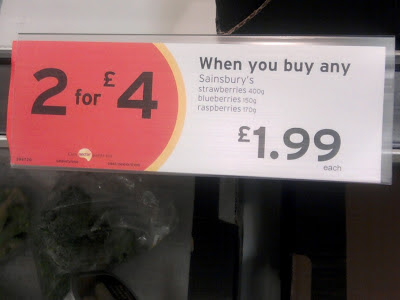 2 for £4
When you buy any
Sainsbury's
strawberries 400g
blueberries 150g
raspberries 170g
£1.99
each